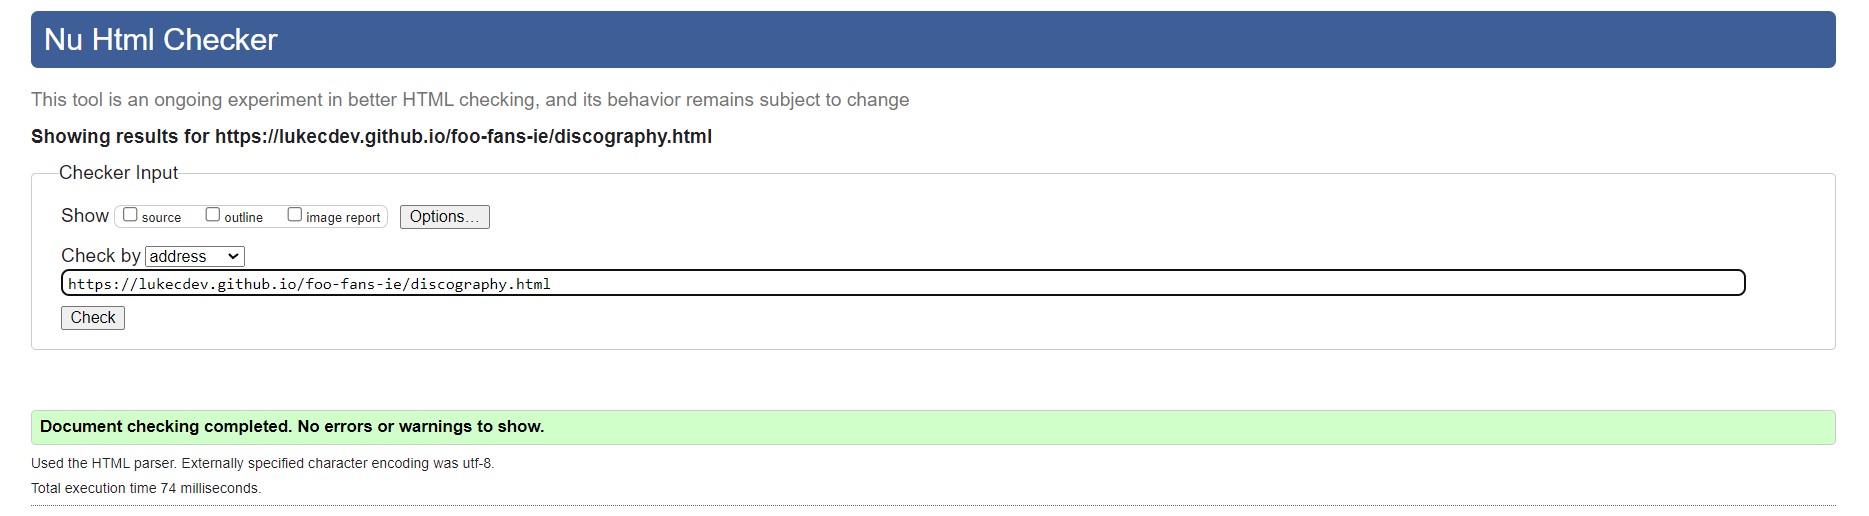 Nu Html Checker
This tool is an ongoing experiment in better HTML checking, and its behavior remains subject to change
Showing results for https://lukecdev.github.io/foo-fans-ie/discography.html
Checker Input
Show source outline image report Options...
Check by address
https://lukecdev.github.io/foo-fans-ie/discography.html
Check
Document checking completed. No errors or warnings to show.
Used the HTML parser. Externally specified character encoding was utf-8.
Total execution time 74 milliseconds.